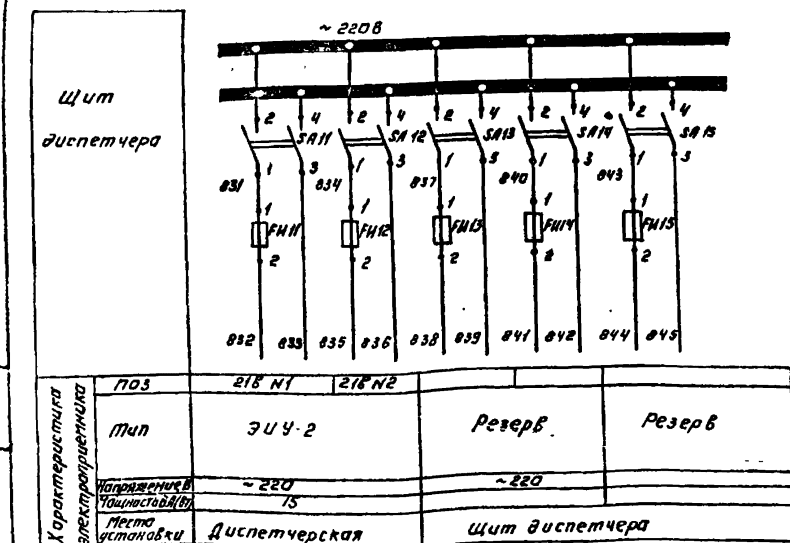 ~ 220 В
Щит
диспетчера
2 4 2 4 2 4 2 4 2 4
SA11 SA12 SA13 SA14 SA15
1 3 1 3 1 3 1 3 1 3
831 834 837 840 843
1 1 1 1 1
FU11 FU12 FU13 FU14 FU15
2 2 2 2 2
832 833 835 836 838 839 841 842 844 845
Характеристика
электроприемника
поз 21б N1 21б N2
Тип ЭИУ-2 Резерв Резерв
Напряжение В ~220 ~220
15
Место
установки Диспетчерская Щит диспетчера